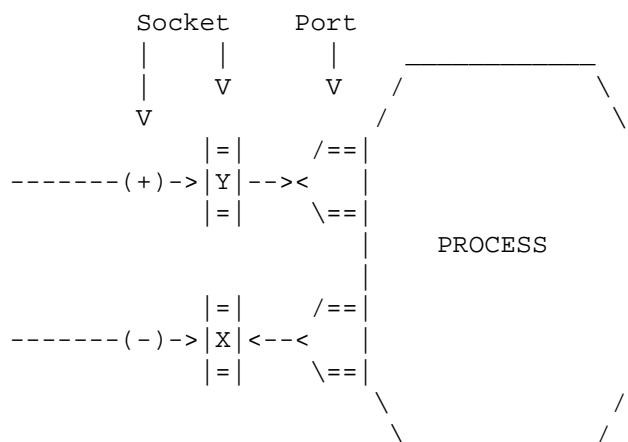 Socket Port
| | |
| V V
V
|=| /==|
-------(+)->|Y|--><    |
|=| \==|
| PROCESS
|
|=| /==|
-------(-)->|X|<--<    |
|=| \==|